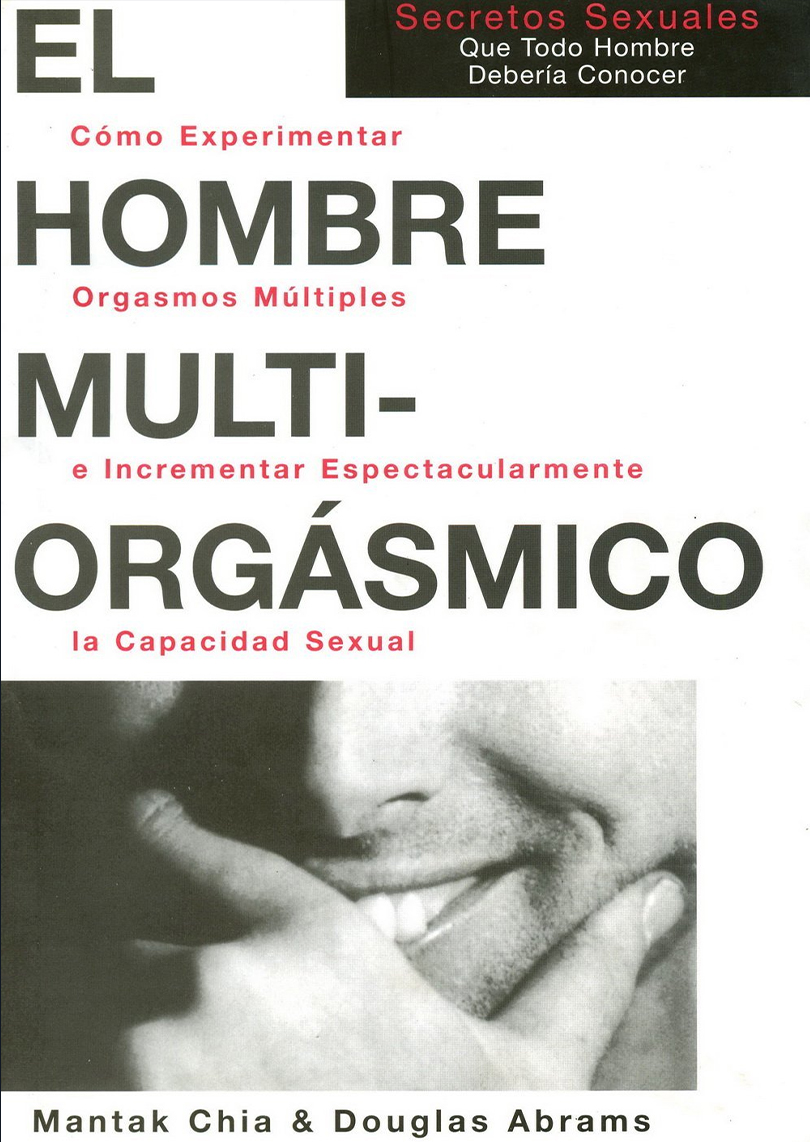 Secretos Sexuales
Que Todo Hombre
Debería Conocer
EL
Cómo Experimentar
HOMBRE
Orgasmos Múltiples
MULTI-
e Incrementar Espectacularmente
ORGÁSMICO
la Capacidad Sexual
Mantak Chia & Douglas Abrams